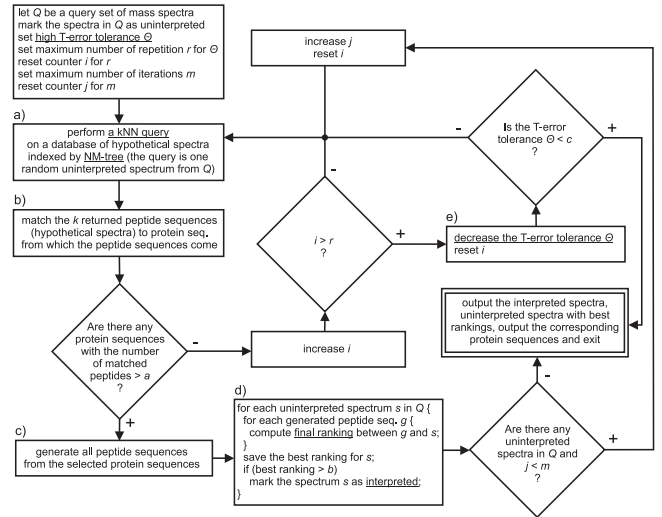 let Q be a query set of mass spectra
mark the spectra in Q as uninterpreted
set high T-error tolerance Θ
set maximum number of repetition r for Θ
reset counter i for r
set maximum number of iterations m
reset counter j for m
increase j
reset i
a)
perform a kNN query
on a database of hypothetical spectra
indexed by NM-tree (the query is one
random uninterpreted spectrum from Q)
-
Is the T-error
tolerance Θ < c
?
+
b)
match the k returned peptide sequences
(hypothetical spectra) to protein seq.
from which the peptide sequences come
-
i > r
?
+
e)
decrease the T-error tolerance Θ
reset i
Are there any
protein sequences
with the number
of matched
peptides > a
?
-
+
increase i
output the interpreted spectra,
uninterpreted spectra with best
rankings, output the corresponding
protein sequences and exit
c)
generate all peptide sequences
from the selected protein sequences
d)
for each uninterpreted spectrum s in Q {
for each generated peptide seq. g {
compute final ranking between g and s;
}
save the best ranking for s;
if (best ranking > b)
mark the spectrum s as interpreted;
}
-
Are there any
uninterpreted
spectra in Q and
j < m
?
+